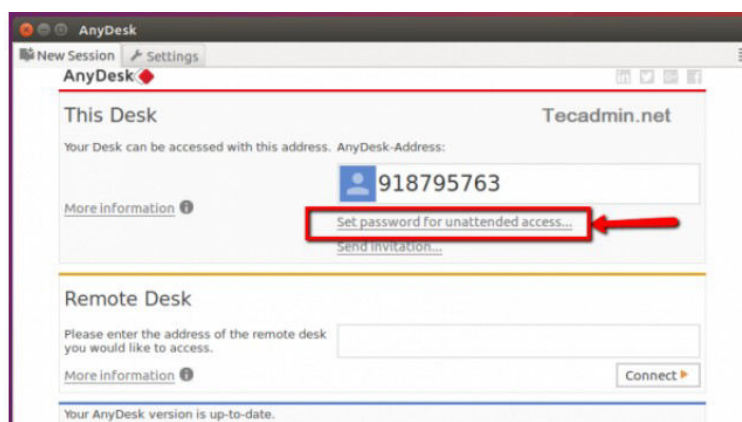 AnyDesk
New Session
Settings
AnyDesk
This Desk
Tecadmin.net
Your Desk can be accessed with this address.
AnyDesk-Address:
918795763
More information
Set password for unattended access...
Send invitation...
Remote Desk
Please enter the address of the remote desk
you would like to access.
More information
Connect
Your AnyDesk version is up-to-date.